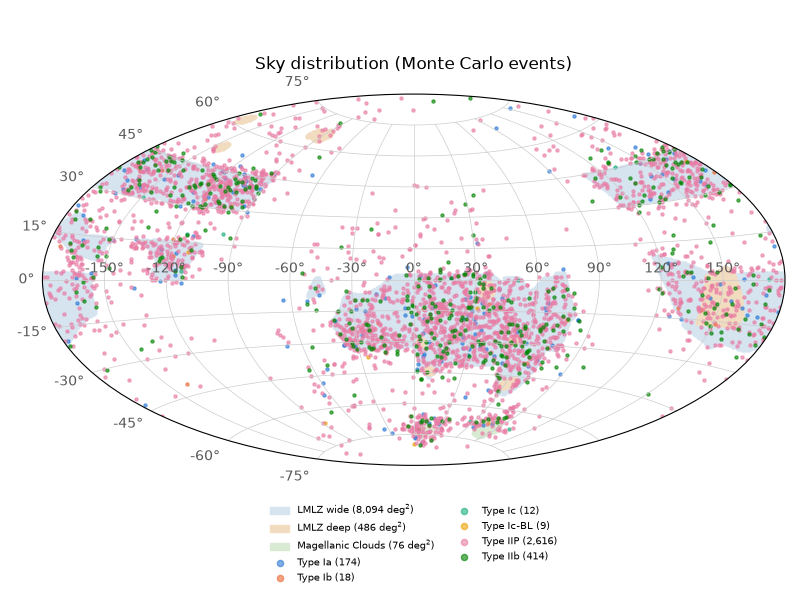 Sky distribution (Monte Carlo events)
75°
60°
45°
30°
15°
0°
-150° -120° -90° -60° -30° 0° 30° 60° 90° 120° 150°
-15°
-30°
-45°
-60°
-75°
LMLZ wide (8,094 deg²)
LMLZ deep (486 deg²)
Magellanic Clouds (76 deg²)
Type Ia (174)
Type Ib (18)
Type Ic (12)
Type Ic-BL (9)
Type IIP (2,616)
Type IIb (414)